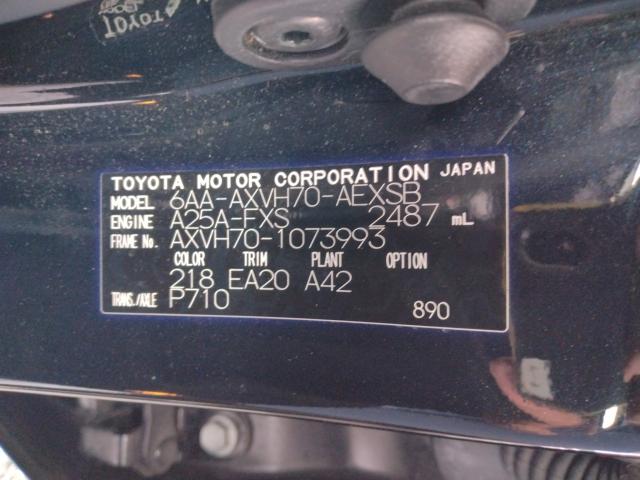 TOYOTA
TOYOTA MOTOR CORPORATION JAPAN
MODEL 6AA-AXVH70-AEXSB
ENGINE A25A-FXS 2487 mL
FRAME No. AXVH70-1073993
COLOR TRIM PLANT OPTION
218 EA20 A42
TRANS./AXLE P710
890